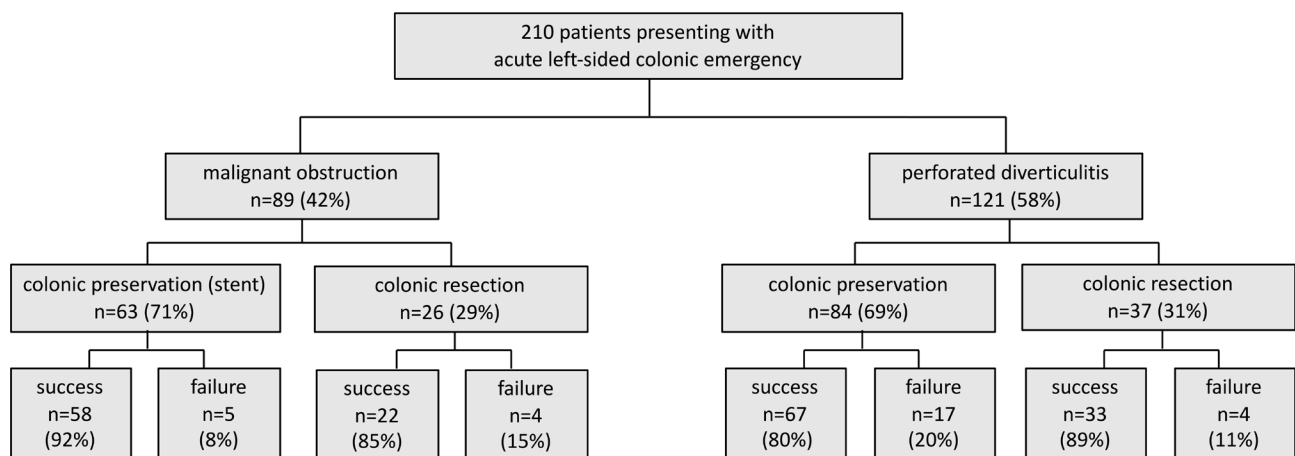 210 patients presenting with
acute left-sided colonic emergency
malignant obstruction
n=89 (42%)
perforated diverticulitis
n=121 (58%)
colonic preservation (stent)
n=63 (71%)
colonic resection
n=26 (29%)
colonic preservation
n=84 (69%)
colonic resection
n=37 (31%)
success
n=58
(92%)
failure
n=5
(8%)
success
n=22
(85%)
failure
n=4
(15%)
success
n=67
(80%)
failure
n=17
(20%)
success
n=33
(89%)
failure
n=4
(11%)